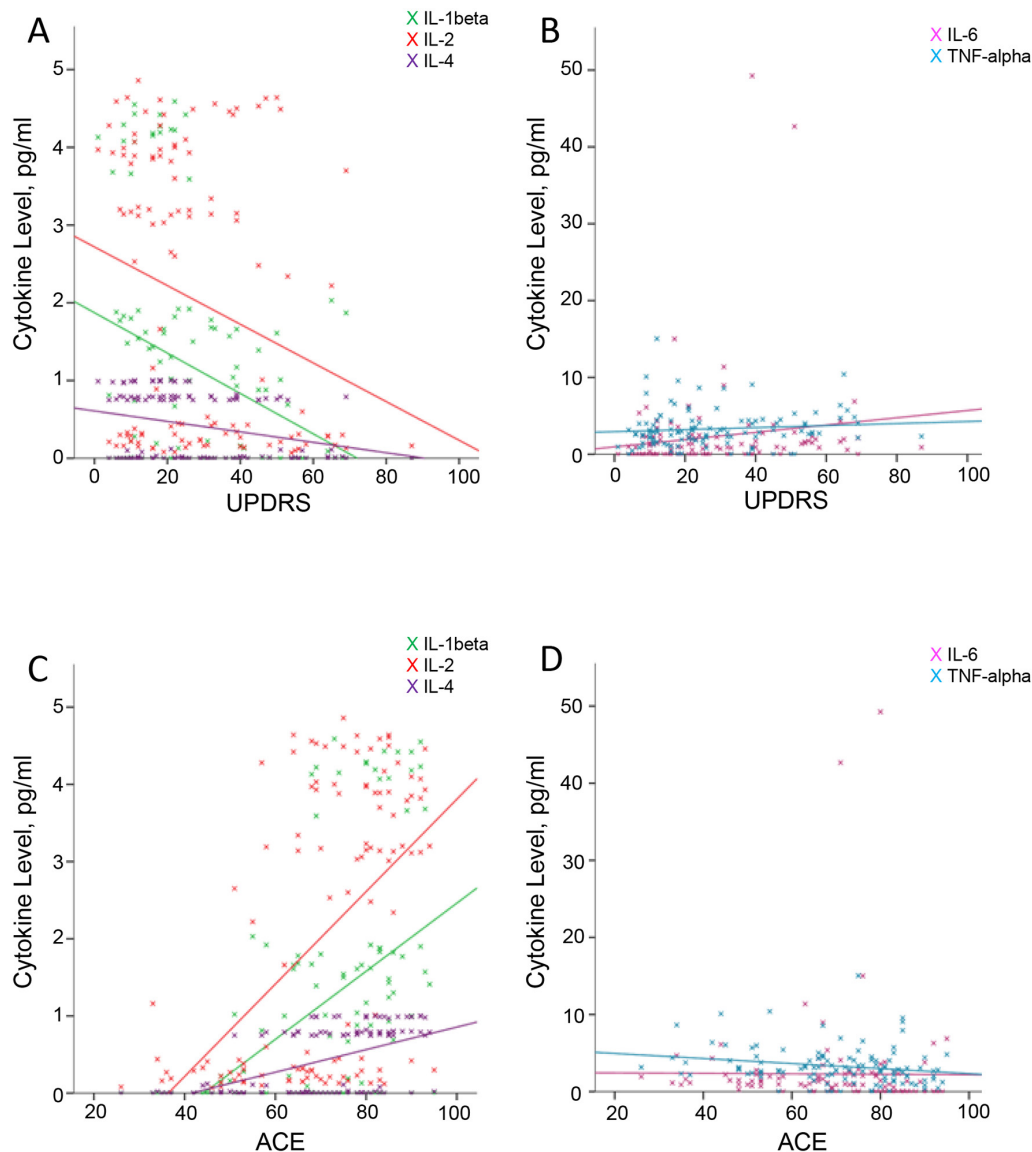 A
X IL-1beta
X IL-2
X IL-4
Cytokine Level, pg/ml
5
4
3
2
1
0
0 20 40 60 80 100
UPDRS
B
X IL-6
X TNF-alpha
Cytokine Level, pg/ml
50
40
30
20
10
0
0 20 40 60 80 100
UPDRS
C
X IL-1beta
X IL-2
X IL-4
Cytokine Level, pg/ml
5
4
3
2
1
0
20 40 60 80 100
ACE
D
X IL-6
X TNF-alpha
Cytokine Level, pg/ml
50
40
30
20
10
0
20 40 60 80 100
ACE